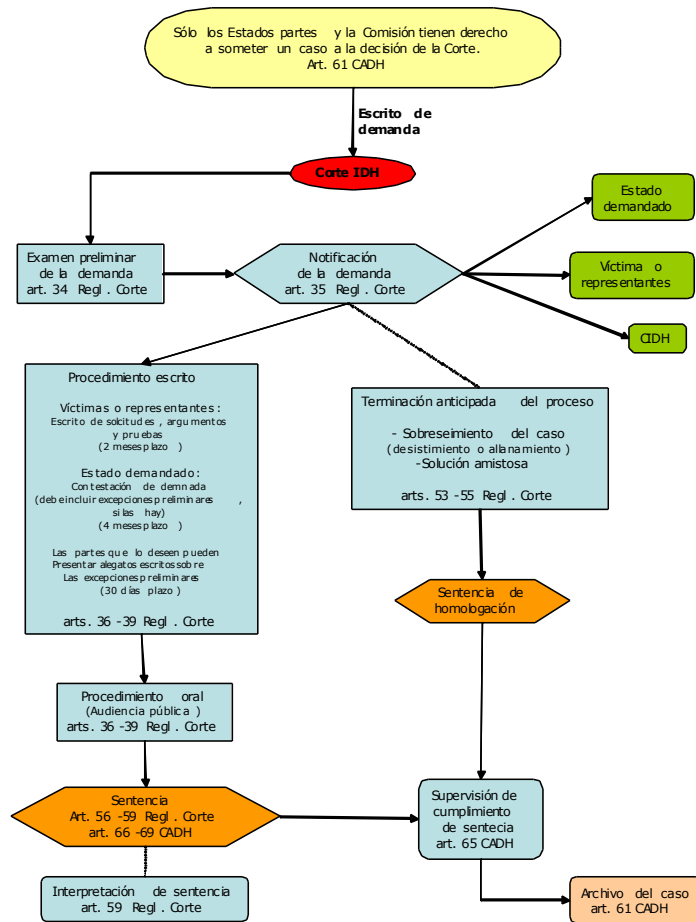 Sólo los Estados partes y la Comisión tienen derecho
a someter un caso a la decisión de la Corte.
Art. 61 CADH
Escrito de
demanda
Corte IDH
Estado
demandado
Examen preliminar
de la demanda
art. 34 Regl. Corte
Notificación
de la demanda
art. 35 Regl. Corte
Víctima o
representantes
CIDH
Procedimiento escrito
Víctimas o representantes:
Escrito de solcitudes, argumentos
y pruebas
(2 meses plazo)
Estado demandado:
Contestación de demnada
(debe incluir excepciones preliminares,
si las hay)
(4 meses plazo)
Las partes que lo deseen pueden
Presentar alegatos escritos sobre
Las excepciones preliminares
(30 días plazo)
arts. 36 -39 Regl. Corte
Terminación anticipada del proceso
- Sobreseimiento del caso
(desistimiento o allanamiento)
-Solución amistosa
arts. 53 -55 Regl. Corte
Sentencia de
homologación
Procedimiento oral
(Audiencia pública)
arts. 36 -39 Regl. Corte
Sentencia
Art. 56 -59 Regl. Corte
art. 66 -69 CADH
Supervisión de
cumplimiento
de sentecia
art. 65 CADH
Interpretación de sentencia
art. 59 Regl. Corte
Archivo del caso
art. 61 CADH